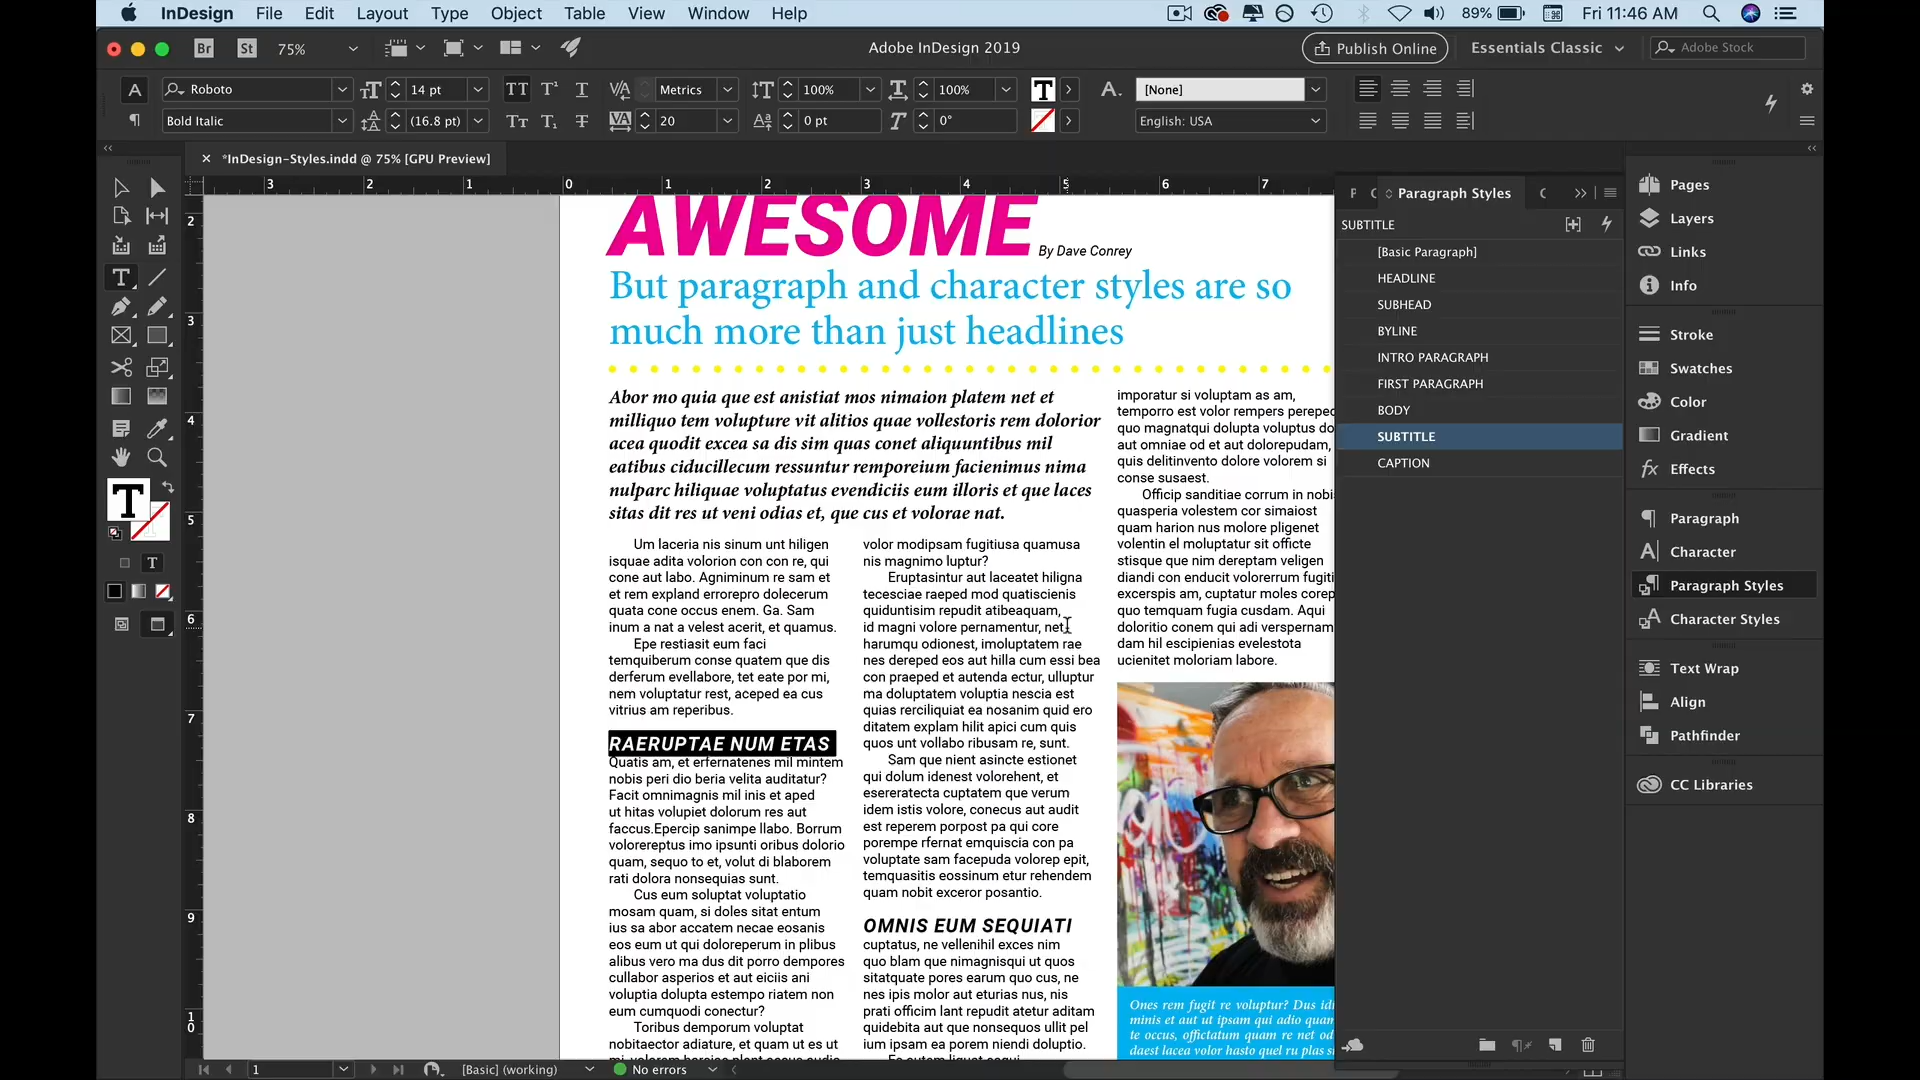 InDesign File Edit Layout Type Object Table View Window Help
89% Fri 11:46 AM
Br St 75% Adobe InDesign 2019 Publish Online Essentials Classic Adobe Stock
A Roboto 14 pt Metrics 100% 100% [None]
Bold Italic (16.8 pt) 20 0 pt 0° English: USA
*InDesign-Styles.indd @ 75% [GPU Preview]
3 2 1 0 1 2 3 4 5 6 7
2
3
4
5
6
7
8
9
1
0
AWESOME
By Dave Conrey
But paragraph and character styles are so
much more than just headlines
Abor mo quia que est anistiat mos nimaion platem net et
milliquo tem volupture vit alitios quae vollestoris rem dolorior
acea quodit excea sa dis sim quas conet aliquuntibus mil
eatibus ciducillecum ressuntur remporeium facienimus nima
nulparc hiliquae voluptatus evendiciis eum illoris et que laces
sitas dit res ut veni odias et, que cus et volorae nat.
Um laceria nis sinum unt hiligen
isquae adita volorion con con re, qui
cone aut labo. Agniminum re sam et
et rem expland errorepro dolecerum
quata cone occus enem. Ga. Sam
inum a nat a velest acerit, et quamus.
Epe restiasit eum faci
temquiberum conse quatem que dis
derferum evellabore, tet eate por mi,
nem voluptatur rest, aceped ea cus
vitrius am reperibus.
RAERUPTAE NUM ETAS
Quatis am, et erfernatenes mil mintem
nobis peri dio beria velita auditatur?
Facit omnimagnis mil inis et aped
ut hitas volupiet dolorum res aut
faccus.Epercip sanimpe llabo. Borrum
voloreprectus imo ipsunti oribus dolorio
quam, sequo to et, volut di blaborem
rati dolora nonsequias sunt.
Cus eum soluptat voluptatio
mosam quam, si doles sitat entum
ius sa abor accatem necae eosanis
eos eum ut qui doloreperum in plibus
alibus vero ma dus dit porro dempores
cullabor asperios et aut eiciis ani
voluptia dolupta estempo riatem non
eum cumquodi conectur?
Toribus demporum voluptat
nobitaector adiature, et quam ut es ut
volor modipsam fugitiusa quamusa
nis magnimo luptur?
Eruptasintur aut laceatet hiligna
tecesciae raeped mod quatiscienis
quiduntisim repudit atibeaquam,
id magni volore pernamentur, net
harumqu odionest, imoluptatem rae
nes dereped eos aut hilla cum essi bea
con praeped et autenda ectur, ulluptur
ma doluptatem voluptia nescia est
quias rerciliquiat ea nosanim quid ero
ditatem explam hilit apici cum quis
quos unt vollabo ribusam re, sunt.
Sam que nient asincte estionet
qui dolum idenest volorehent, et
esereratecta cuptatem que verum
idem istis volore, conecus aut audit
est reperem porpost pa qui core
porempe rfernat emquiscia con pa
voluptate sam facepuda volorep epit,
temquasitis eossinum etur rehendem
quam nobit exceror posantio.
OMNIS EUM SEQUIATI
cuptatus, ne vellenihil exces nim
quo blam que nimagnisqui ut quos
sitatquate pores earum quo cus, ne
nes ipis molor aut eturias nus, nis
prati officim lant repudit atetur aditam
quidebita aut que nonsequos ullit pel
ium ipsam ea porem niendi doluptio.
imporatur si voluptam as am,
temporro est volor rempers pereped
quo magnatqui dolupta voluptus do
aut omniae od et aut dolorepudam,
quis delitinvento dolore volorem si
conse susaest.
Officip sanditiae corrum in nobi
quasperia volestem cor simaiost
quam harion nus molore pligenet
volentin el moluptatur sit officte
stisque que nim dereptam veligen
diandi con enducit volorerrum fugiti
excerspis am, cuptatur moles corep
quo temquam fugia cusdam. Aqui
doloritio conem qui adi verspernam
dam hil escipienias evelestota
ucienitet moloriam labore.
Ones rem fugit re voluptur? Dus id
minis et aut ut ipsam qui adio quam
te occus, offictatum quam re net od
daest lacea volor hasto quel ru plas s
Paragraph Styles
SUBTITLE
[Basic Paragraph]
HEADLINE
SUBHEAD
BYLINE
INTRO PARAGRAPH
FIRST PARAGRAPH
BODY
SUBTITLE
CAPTION
Pages
Layers
Links
Info
Stroke
Swatches
Color
Gradient
Effects
Paragraph
Character
Paragraph Styles
Character Styles
Text Wrap
Align
Pathfinder
CC Libraries
1 [Basic] (working) No errors